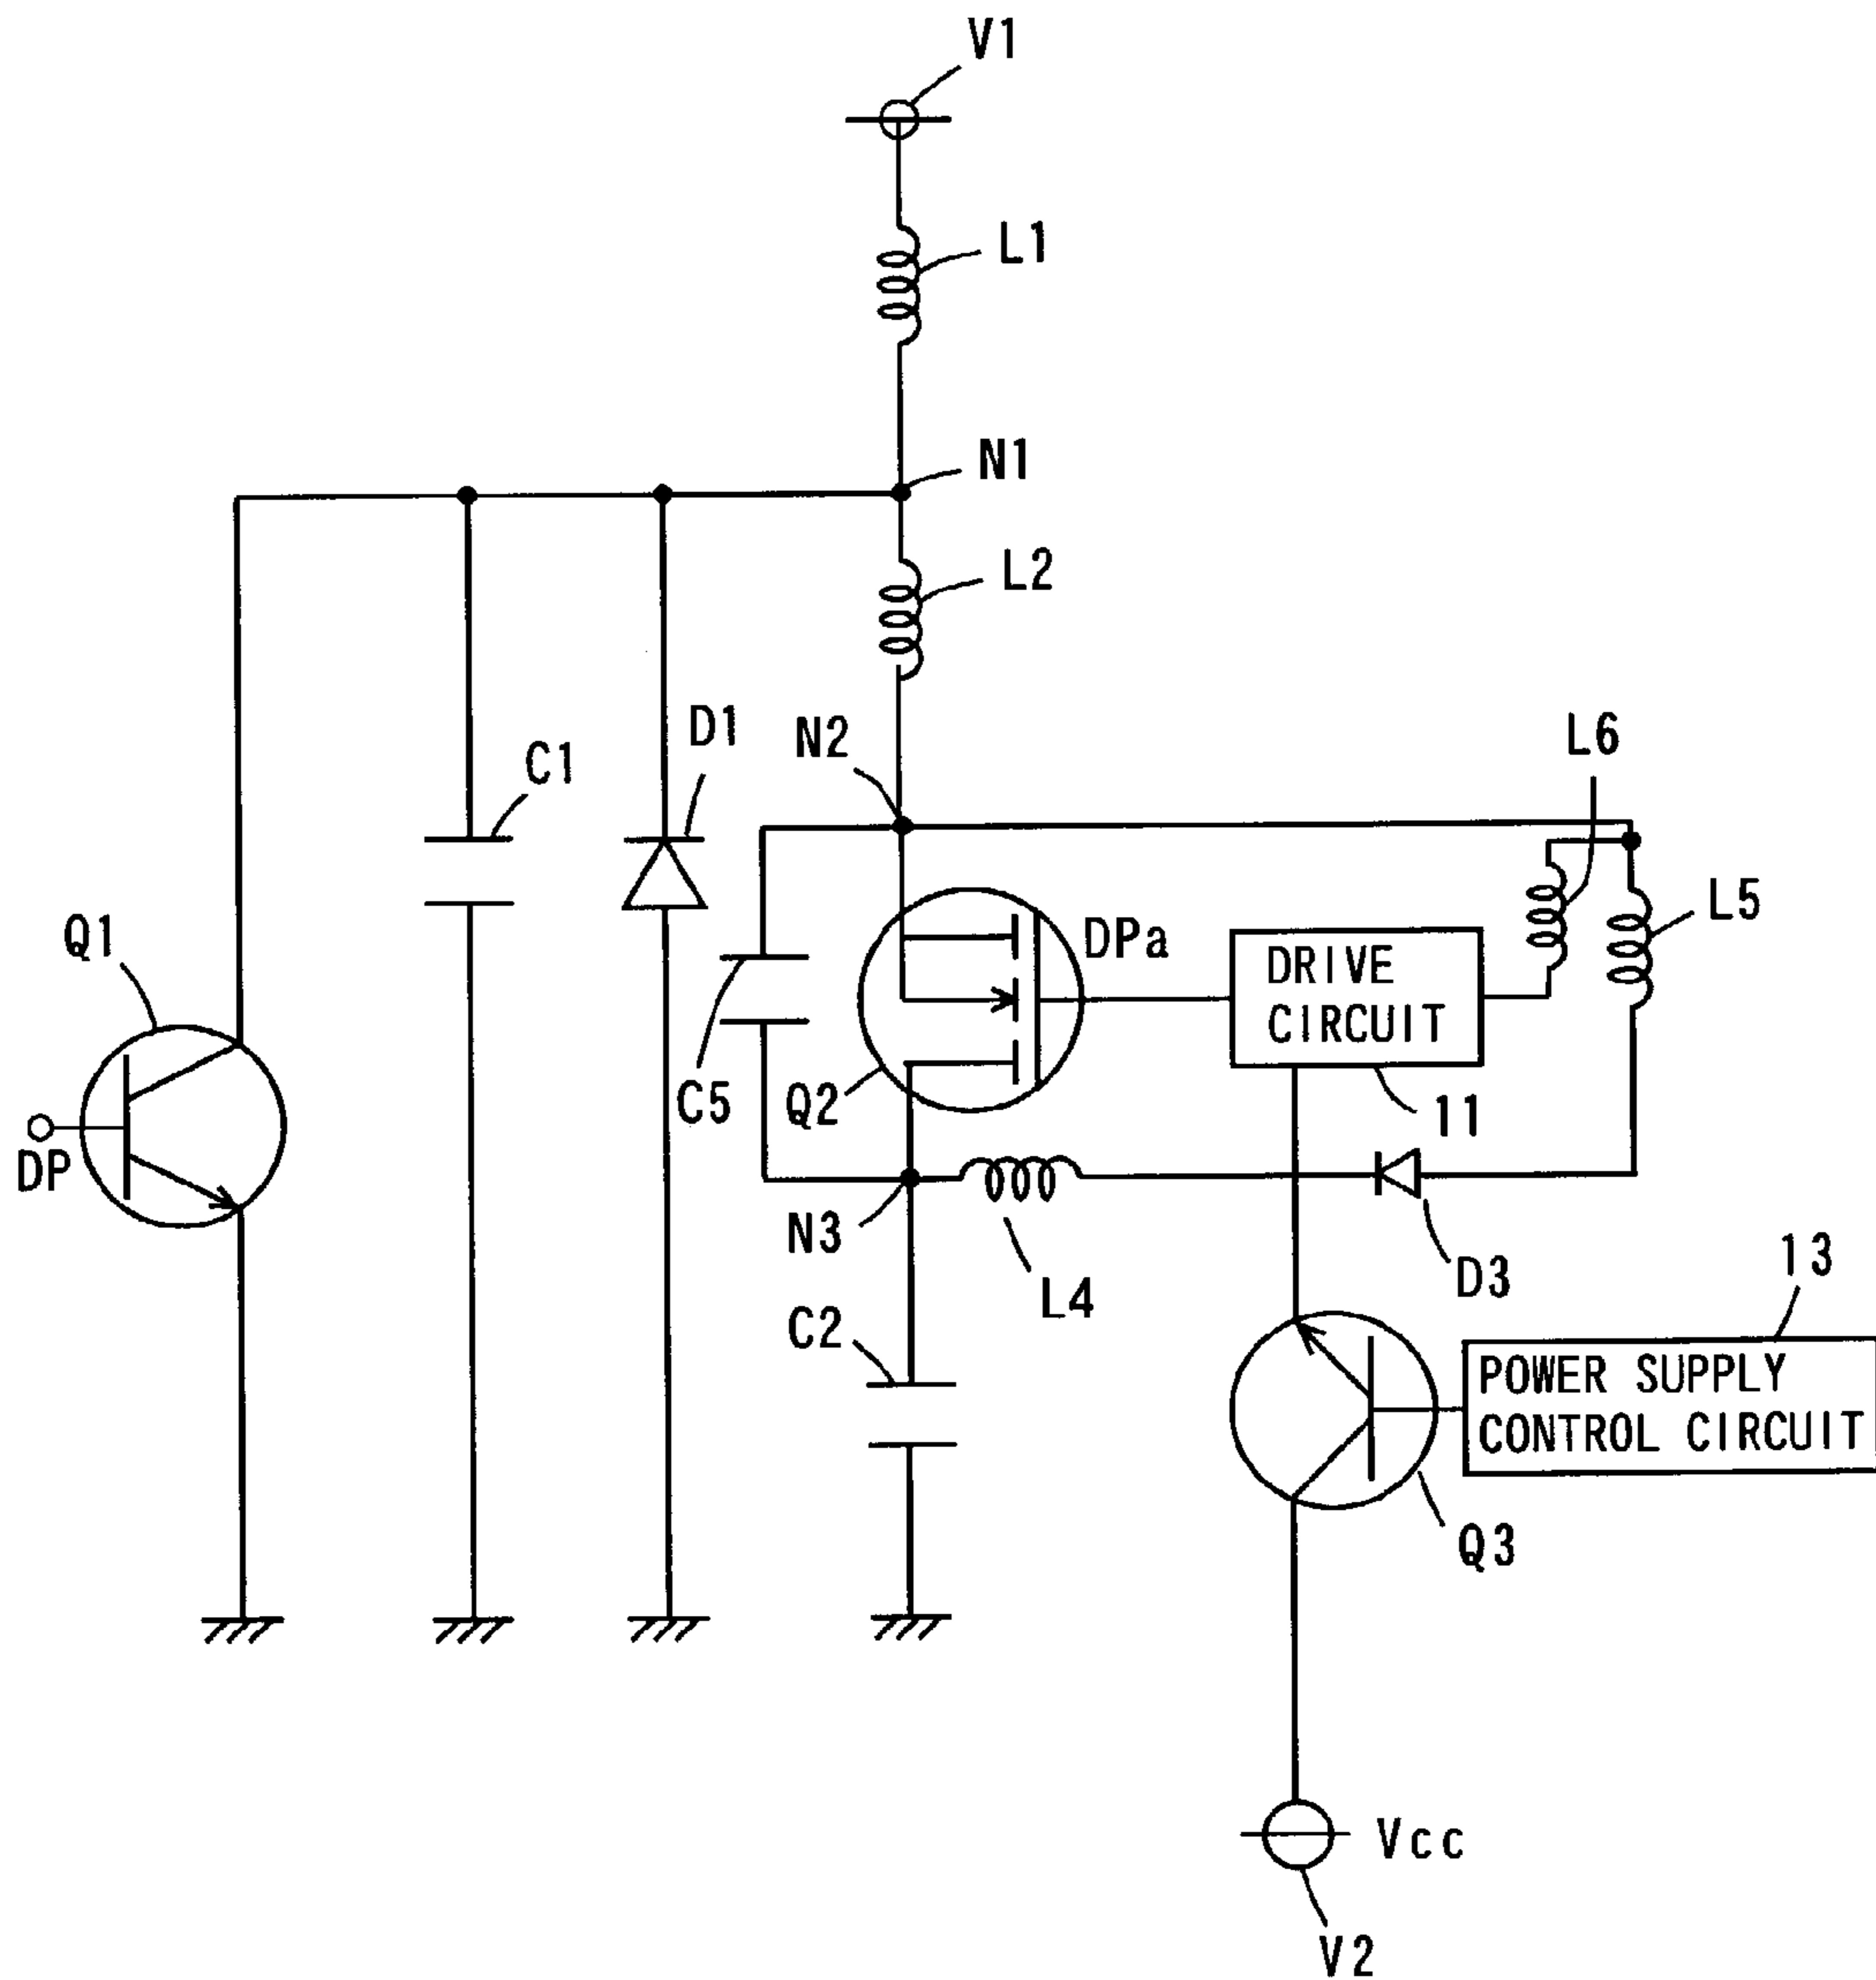 V1
L1
N1
L2
N2
D1
C1
L6
L5
Q1
DPa
DRIVE
CIRCUIT
C5
Q2
11
DP
N3
L4
D3
13
C2
POWER SUPPLY
CONTROL CIRCUIT
Q3
Vcc
V2